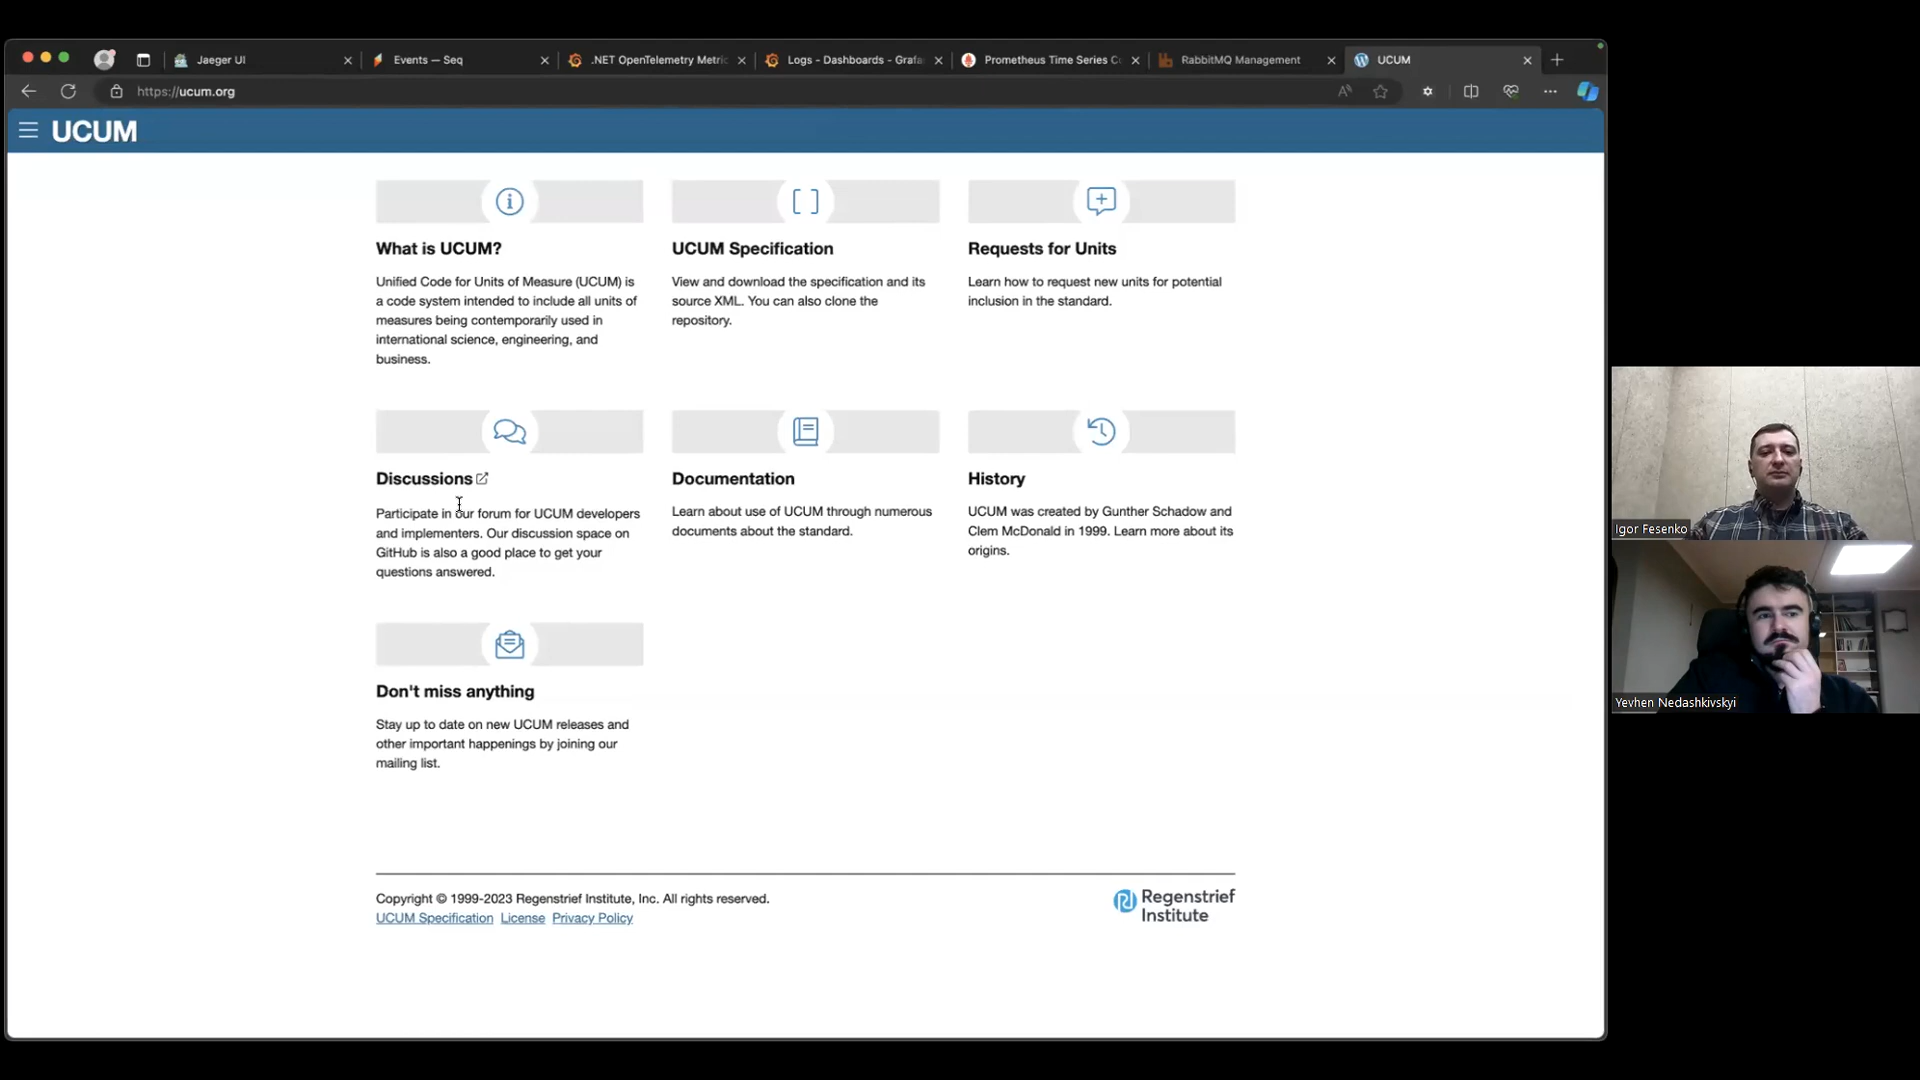 Jaeger UI
Events — Seq
.NET OpenTelemetry Metric
Logs - Dashboards - Grafa
Prometheus Time Series Co
RabbitMQ Management
UCUM
https://ucum.org
UCUM
What is UCUM?
Unified Code for Units of Measure (UCUM) is
a code system intended to include all units of
measures being contemporarily used in
international science, engineering, and
business.
UCUM Specification
View and download the specification and its
source XML. You can also clone the
repository.
Requests for Units
Learn how to request new units for potential
inclusion in the standard.
Discussions
Participate in our forum for UCUM developers
and implementers. Our discussion space on
GitHub is also a good place to get your
questions answered.
Documentation
Learn about use of UCUM through numerous
documents about the standard.
History
UCUM was created by Gunther Schadow and
Clem McDonald in 1999. Learn more about its
origins.
Don't miss anything
Stay up to date on new UCUM releases and
other important happenings by joining our
mailing list.
Copyright © 1999-2023 Regenstrief Institute, Inc. All rights reserved.
UCUM Specification License Privacy Policy
Regenstrief
Institute
Igor Fesenko
Yevhen Nedashkivskyi